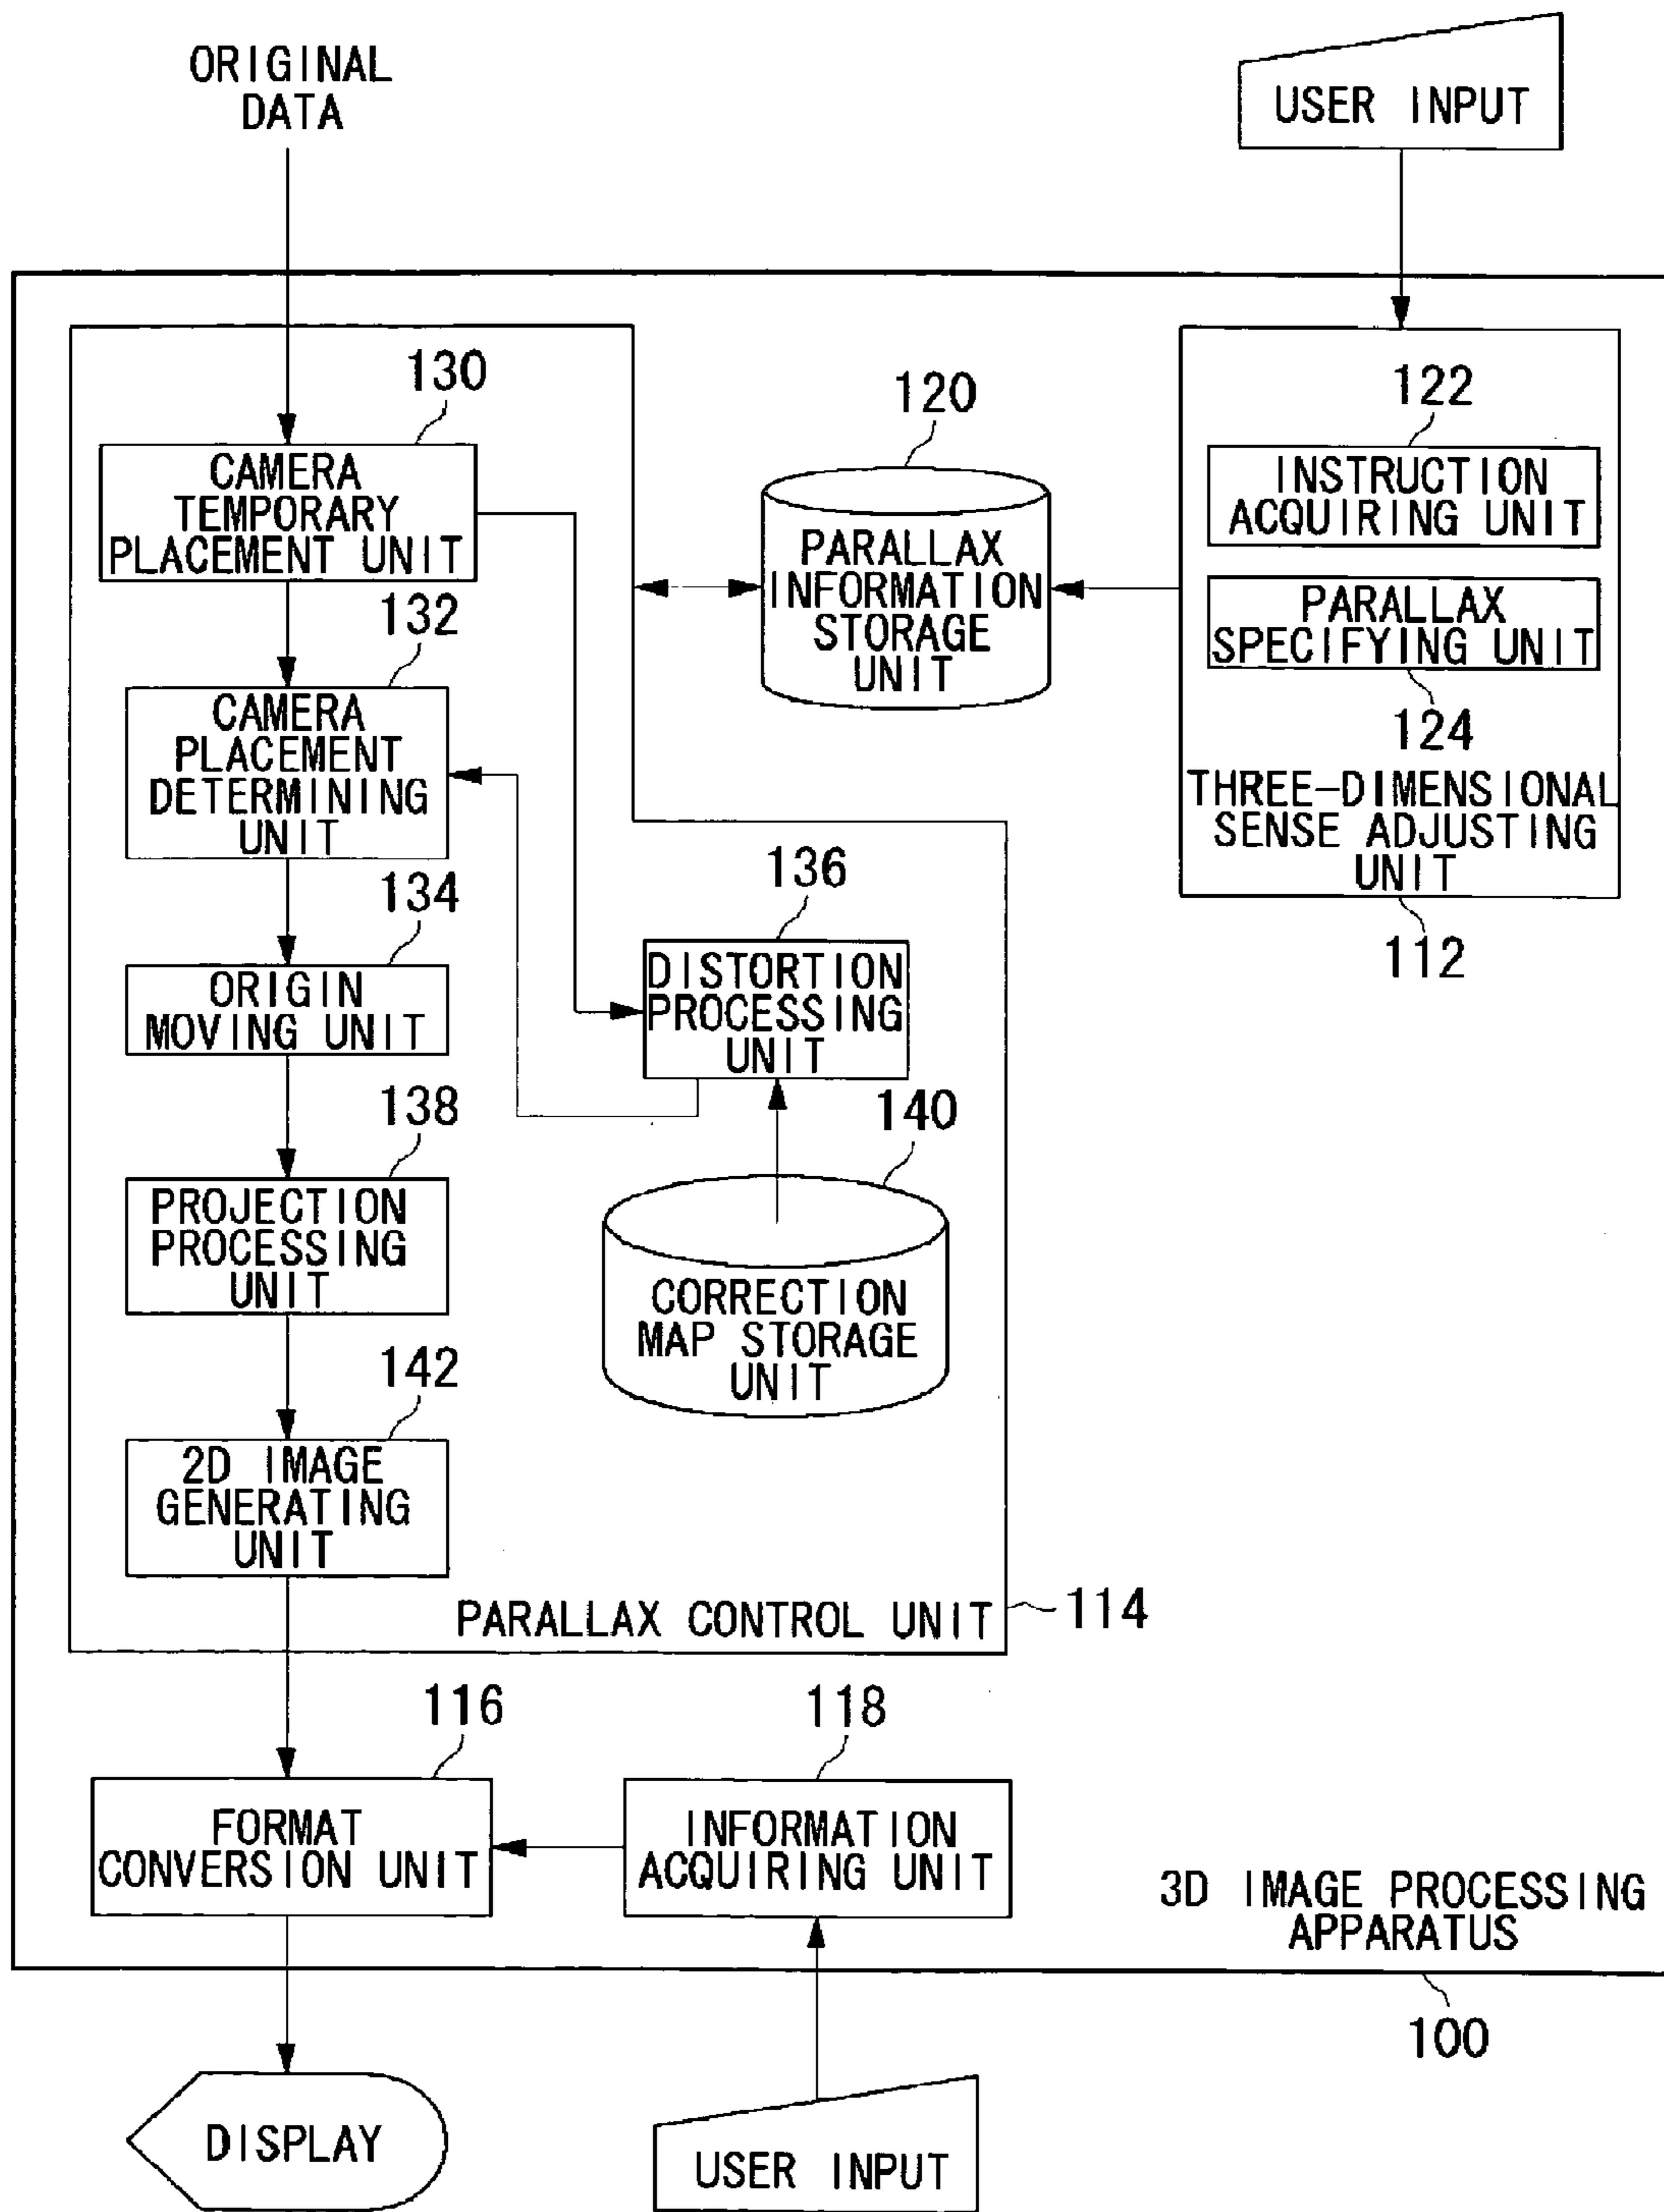 ORIGINAL
DATA
USER INPUT
130
CAMERA
TEMPORARY
PLACEMENT UNIT
132
CAMERA
PLACEMENT
DETERMINING
UNIT
134
ORIGIN
MOVING UNIT
138
PROJECTION
PROCESSING
UNIT
142
2D IMAGE
GENERATING
UNIT
120
PARALLAX
INFORMATION
STORAGE
UNIT
122
INSTRUCTION
ACQUIRING UNIT
PARALLAX
SPECIFYING UNIT
124
THREE-DIMENSIONAL
SENSE ADJUSTING
UNIT
112
136
DISTORTION
PROCESSING
UNIT
140
CORRECTION
MAP STORAGE
UNIT
PARALLAX CONTROL UNIT
114
116
FORMAT
CONVERSION UNIT
118
INFORMATION
ACQUIRING UNIT
3D IMAGE PROCESSING
APPARATUS
100
DISPLAY
USER INPUT